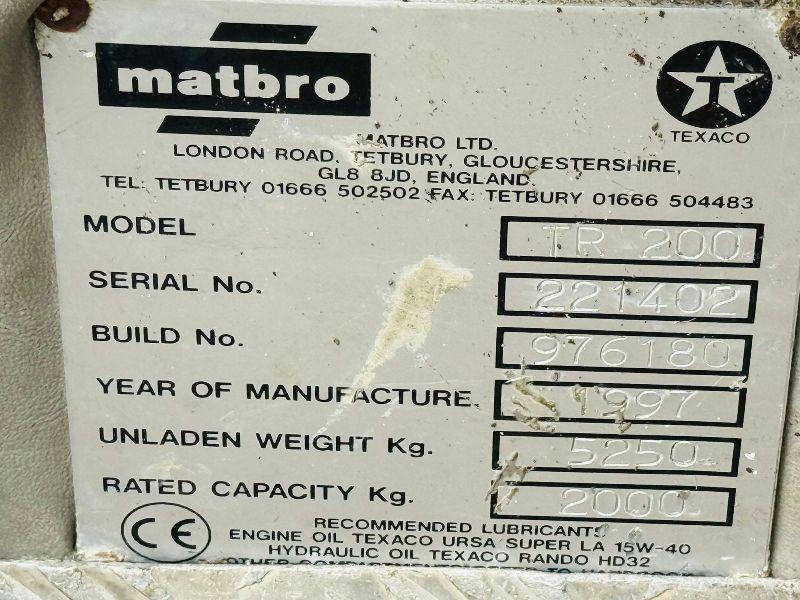 matbro
T
TEXACO
MATBRO LTD.
LONDON ROAD, TETBURY, GLOUCESTERSHIRE,
GL8 8JD, ENGLAND.
TEL: TETBURY 01666 502502 FAX: TETBURY 01666 504483
MODEL TR 200
SERIAL No. 221402
BUILD No. 976180
YEAR OF MANUFACTURE. 1997
UNLADEN WEIGHT Kg. 5250
RATED CAPACITY Kg. 2000
CE
RECOMMENDED LUBRICANTS
ENGINE OIL TEXACO URSA SUPER LA 15W-40
HYDRAULIC OIL TEXACO RANDO HD32